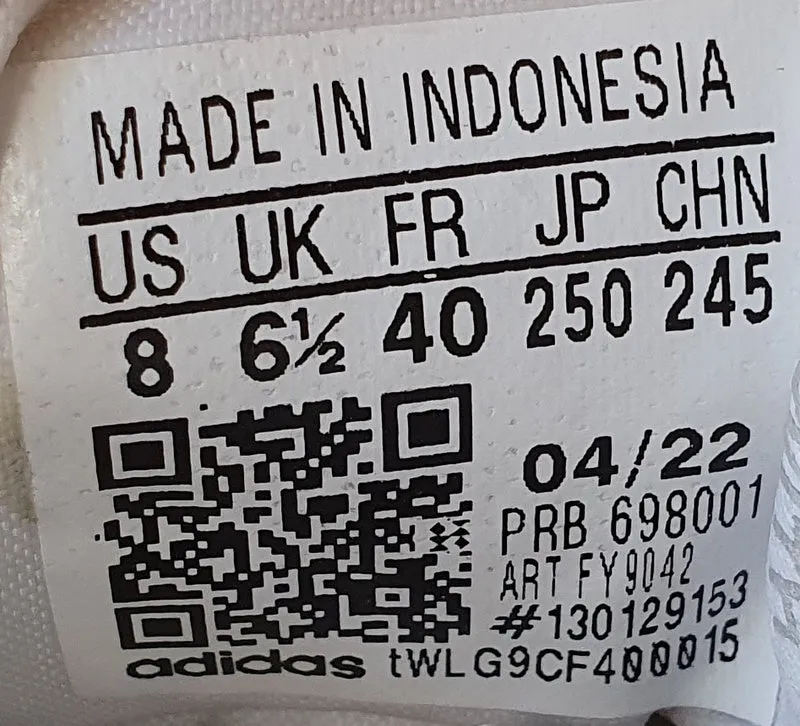 MADE IN INDONESIA
US UK FR JP CHN
8 6½ 40 250 245
04/22
PRB 698001
ART FY9042
#130129153
adidas tWLG9CF400015